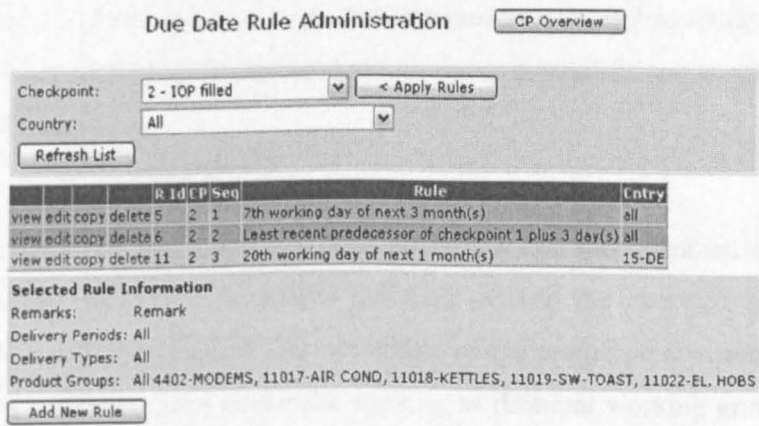 Due Date Rule Administration CP Overview
Checkpoint: 2 - IOP filled < Apply Rules
Country: All
Refresh List
R Id CP Seq Rule Cntry
view edit copy delete 5 2 1 7th working day of next 3 month(s) all
view edit copy delete 6 2 2 Least recent predecessor of checkpoint 1 plus 3 day(s) all
view edit copy delete 11 2 3 20th working day of next 1 month(s) 15-DE
Selected Rule Information
Remarks: Remark
Delivery Periods: All
Delivery Types: All
Product Groups: All 4402-MODEMS, 11017-AIR COND, 11018-KETTLES, 11019-SW-TOAST, 11022-EL. HOBS
Add New Rule